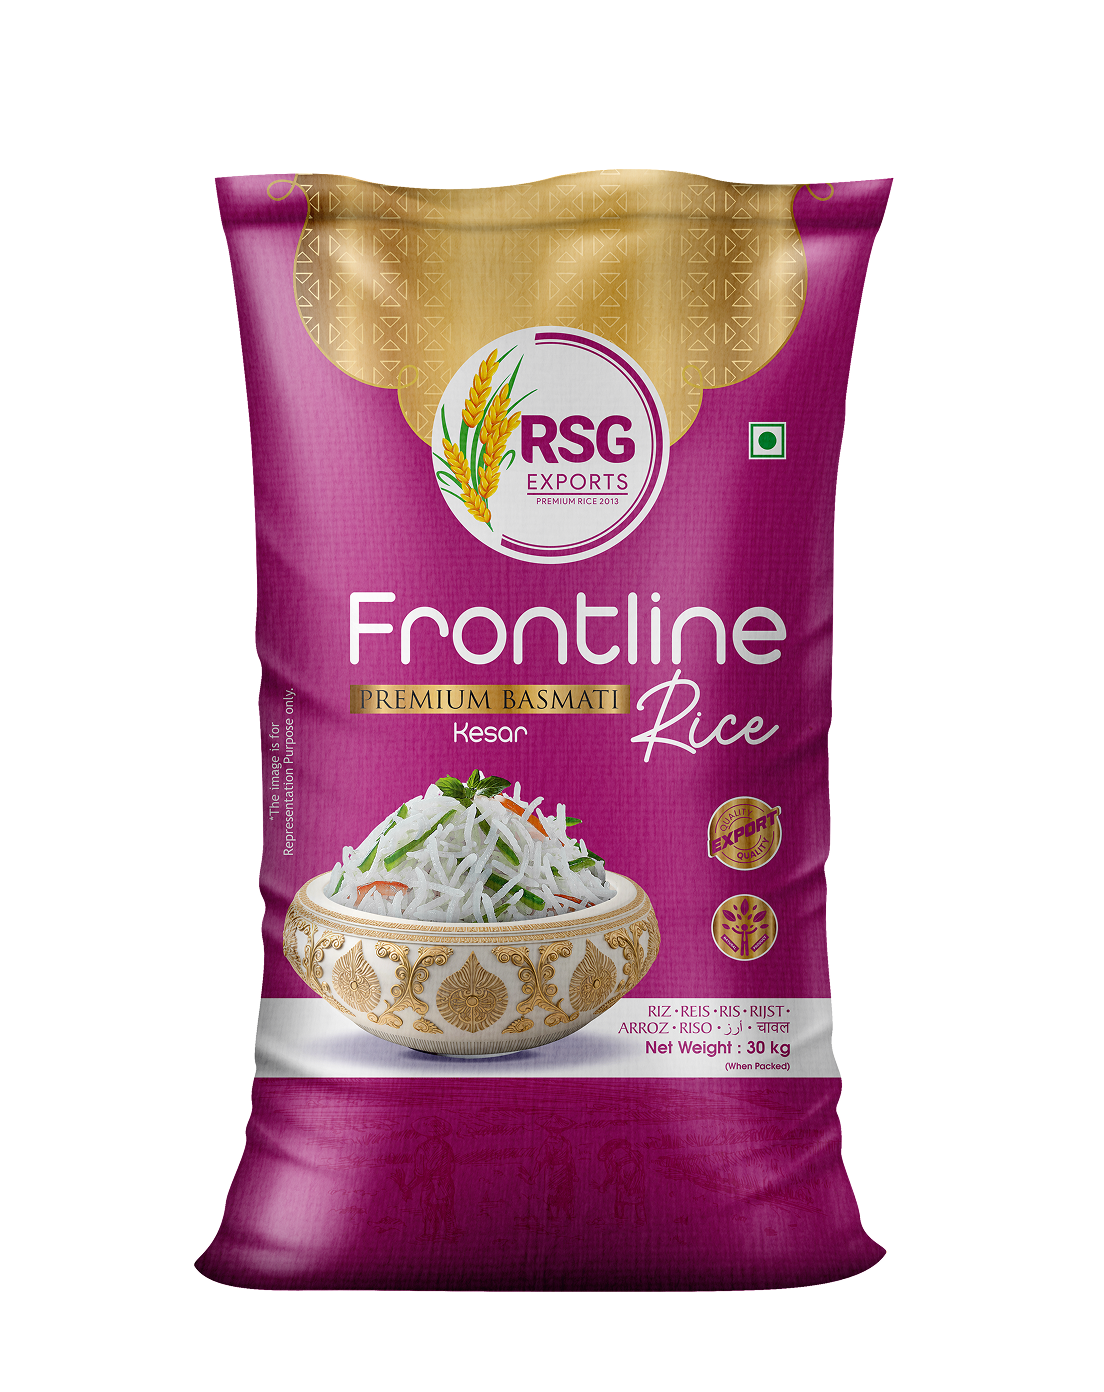 RSG
EXPORTS
PREMIUM RICE 2013
Frontline
PREMIUM BASMATI
Rice
Kesar
*The image is for
Representation Purpose only.
QUALITY
EXPORT
QUALITY
RIZ • REIS • RIS • RIJST •
ARROZ • RISO • أرز • चावल
Net Weight : 30 kg
(When Packed)